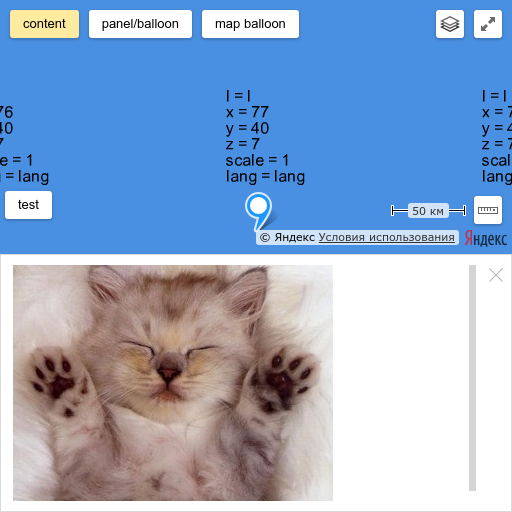 content
panel/balloon
map balloon
76
40
7
e = 1
g = lang
l = l
x = 77
y = 40
z = 7
scale = 1
lang = lang
l = l
x = 7
y = 4
z = 7
scal
lang
test
50 км
© Яндекс Условия использования
Яндекс